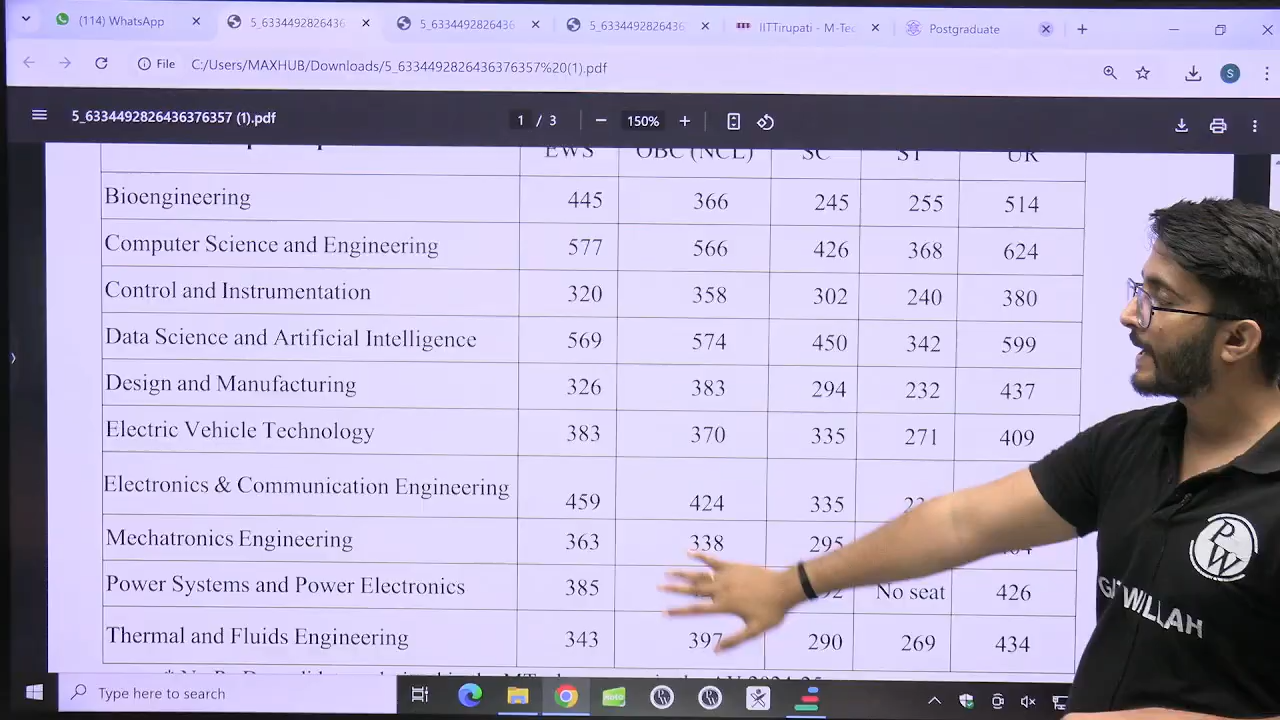 (114) WhatsApp
5_6334492826436
5_6334492826436
5_6334492826436
IITTirupati - M-Tec
Postgraduate
File C:/Users/MAXHUB/Downloads/5_6334492826436376357%20(1).pdf
S
5_6334492826436376357 (1).pdf
1 / 3
150%
EWS OBC (NCL) SC ST UR
Bioengineering 445 366 245 255 514
Computer Science and Engineering 577 566 426 368 624
Control and Instrumentation 320 358 302 240 380
Data Science and Artificial Intelligence 569 574 450 342 599
Design and Manufacturing 326 383 294 232 437
Electric Vehicle Technology 383 370 335 271 409
Electronics & Communication Engineering 459 424 335
Mechatronics Engineering 363 338 295
Power Systems and Power Electronics 385 No seat 426
Thermal and Fluids Engineering 343 397 290 269 434
Type here to search
PW